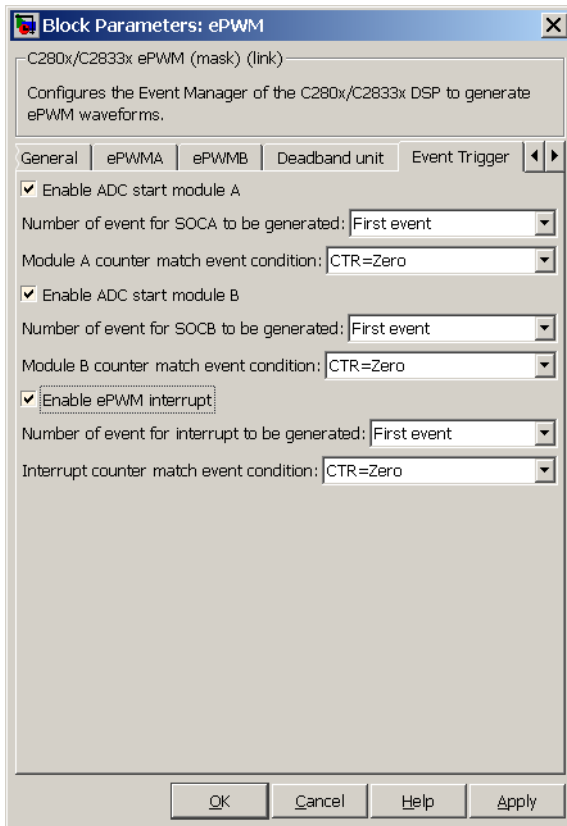 Block Parameters: ePWM
C280x/C2833x ePWM (mask) (link)
Configures the Event Manager of the C280x/C2833x DSP to generate
ePWM waveforms.
General ePWMA ePWMB Deadband unit Event Trigger
Enable ADC start module A
Number of event for SOCA to be generated: First event
Module A counter match event condition: CTR=Zero
Enable ADC start module B
Number of event for SOCB to be generated: First event
Module B counter match event condition: CTR=Zero
Enable ePWM interrupt
Number of event for interrupt to be generated: First event
Interrupt counter match event condition: CTR=Zero
OK Cancel Help Apply